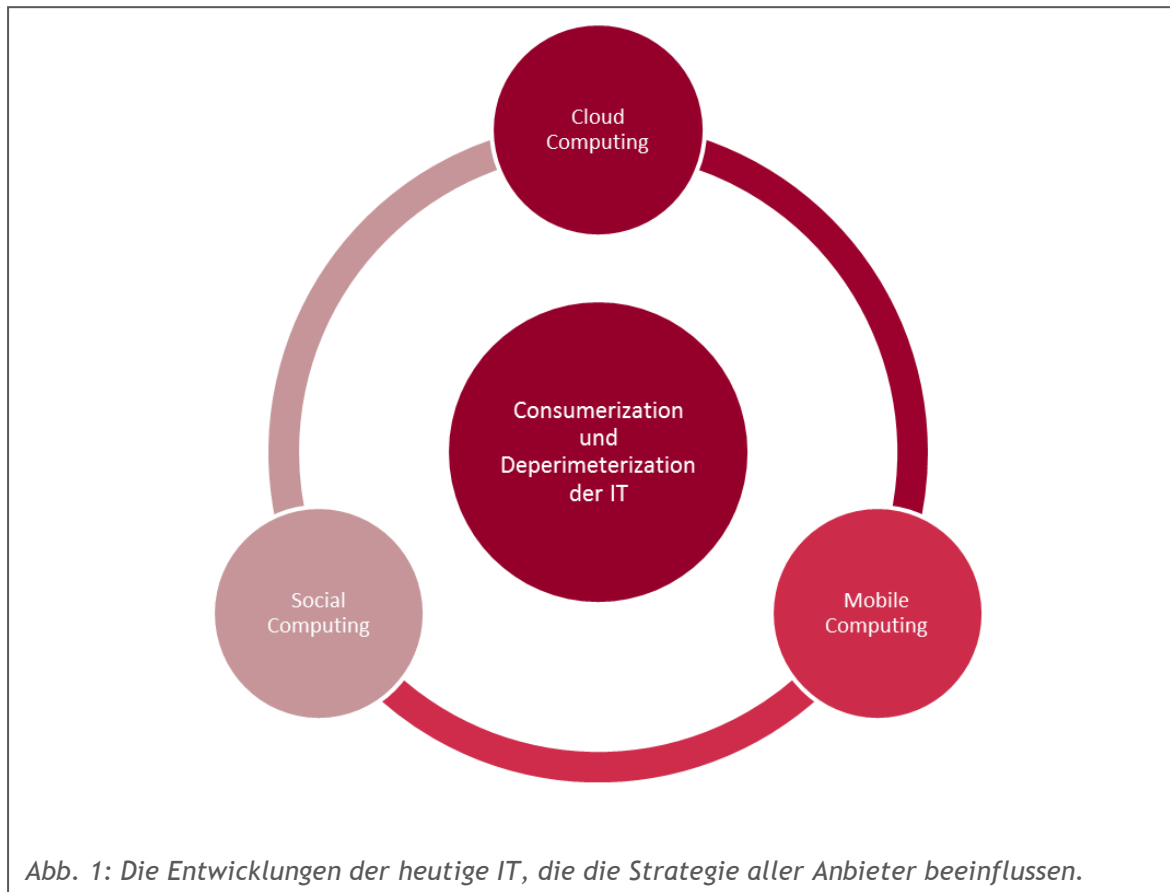 Cloud
Computing
Consumerization
und
Deperimeterization
der IT
Social
Computing
Mobile
Computing
Abb. 1: Die Entwicklungen der heutige IT, die die Strategie aller Anbieter beeinflussen.